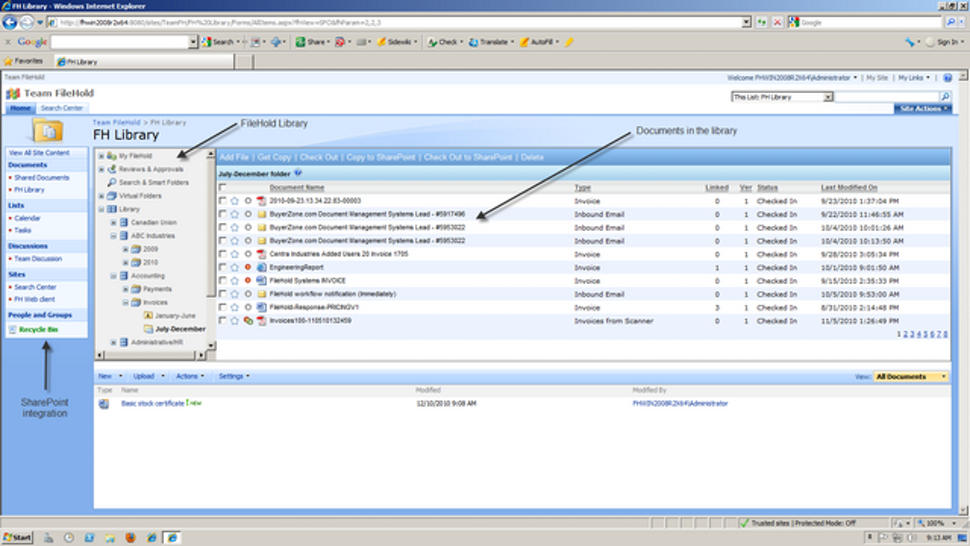 FH Library - Windows Internet Explorer
http://fhwin2008r2x64:8080/sites/TeamFH/FH%20Library/Forms/AllItems.aspx?
Google
Google Search Share Sidewiki Check Translate AutoFill Sign In
Favorites FH Library
Team FileHold Welcome FHWIN2008R2X64\Administrator My Site My Links
Team FileHold This List: FH Library
Home Search Center Site Actions
Team FileHold > FH Library
FH Library
FileHold Library
Documents in the library
View All Site Content
Documents
Shared Documents
FH Library
Lists
Calendar
Tasks
Discussions
Team Discussion
Sites
Search Center
FH Web client
People and Groups
Recycle Bin
SharePoint
integration
My FileHold
Reviews & Approvals
Search & Smart Folders
Virtual Folders
Library
Canadian Union
ABC Industries
2009
2010
Accounting
Payments
Invoices
January-June
July-December
Administrative/HR
Add File | Get Copy | Check Out | Copy to SharePoint | Check Out to SharePoint | Delete
July-December folder
Document Name Type Linked Ver Status Last Modified On
2010-09-23.13.34.22.83-00003 Invoice 0 1 Checked In 9/23/2010 1:37:04 PM
BuyerZone.com Document Management Systems Lead - #5917496 Inbound Email 0 1 Checked In 9/22/2010 11:46:55 AM
BuyerZone.com Document Management Systems Lead - #5953022 Inbound Email 0 1 Checked In 10/4/2010 10:01:26 AM
BuyerZone.com Document Management Systems Lead - #5953022 Inbound Email 0 1 Checked In 10/4/2010 10:13:50 AM
Centra Industries Added Users 20 Invoice 1705 Invoice 0 1 Checked In 9/28/2010 3:05:34 PM
EngineeringReport Invoice 1 1 Checked In 10/1/2010 9:01:50 AM
FileHold Systems INVOICE Invoice 0 1 Checked In 9/15/2010 2:35:33 PM
FileHold workflow notification (Immediately) Inbound Email 0 1 Checked In 10/5/2010 9:53:00 AM
FileHold-Response-PRICINGV1 Invoice 3 1 Checked In 8/31/2010 2:14:48 PM
Invoices100-110510132459 Invoices from Scanner 0 1 Checked In 11/5/2010 1:26:49 PM
1 2 3 4 5 6 7 8
New Upload Actions Settings View: All Documents
Type Name Modified Modified By
Basic stock certificate ! NEW 12/10/2010 9:08 AM FHWIN2008R2X64\Administrator
Trusted sites | Protected Mode: Off 100%
Start 9:13 AM